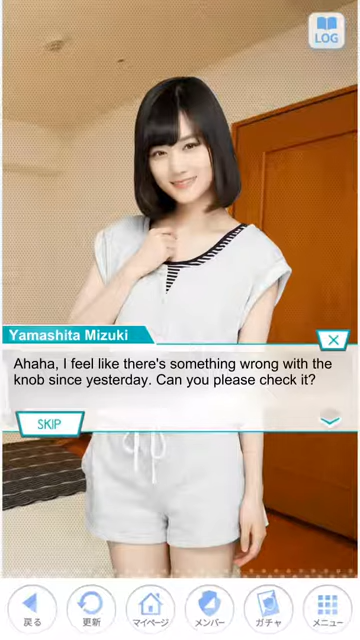 LOG
Yamashita Mizuki
Ahaha, I feel like there's something wrong with the
knob since yesterday. Can you please check it?
SKIP
戻る 更新 マイページ メンバー ガチャ メニュー